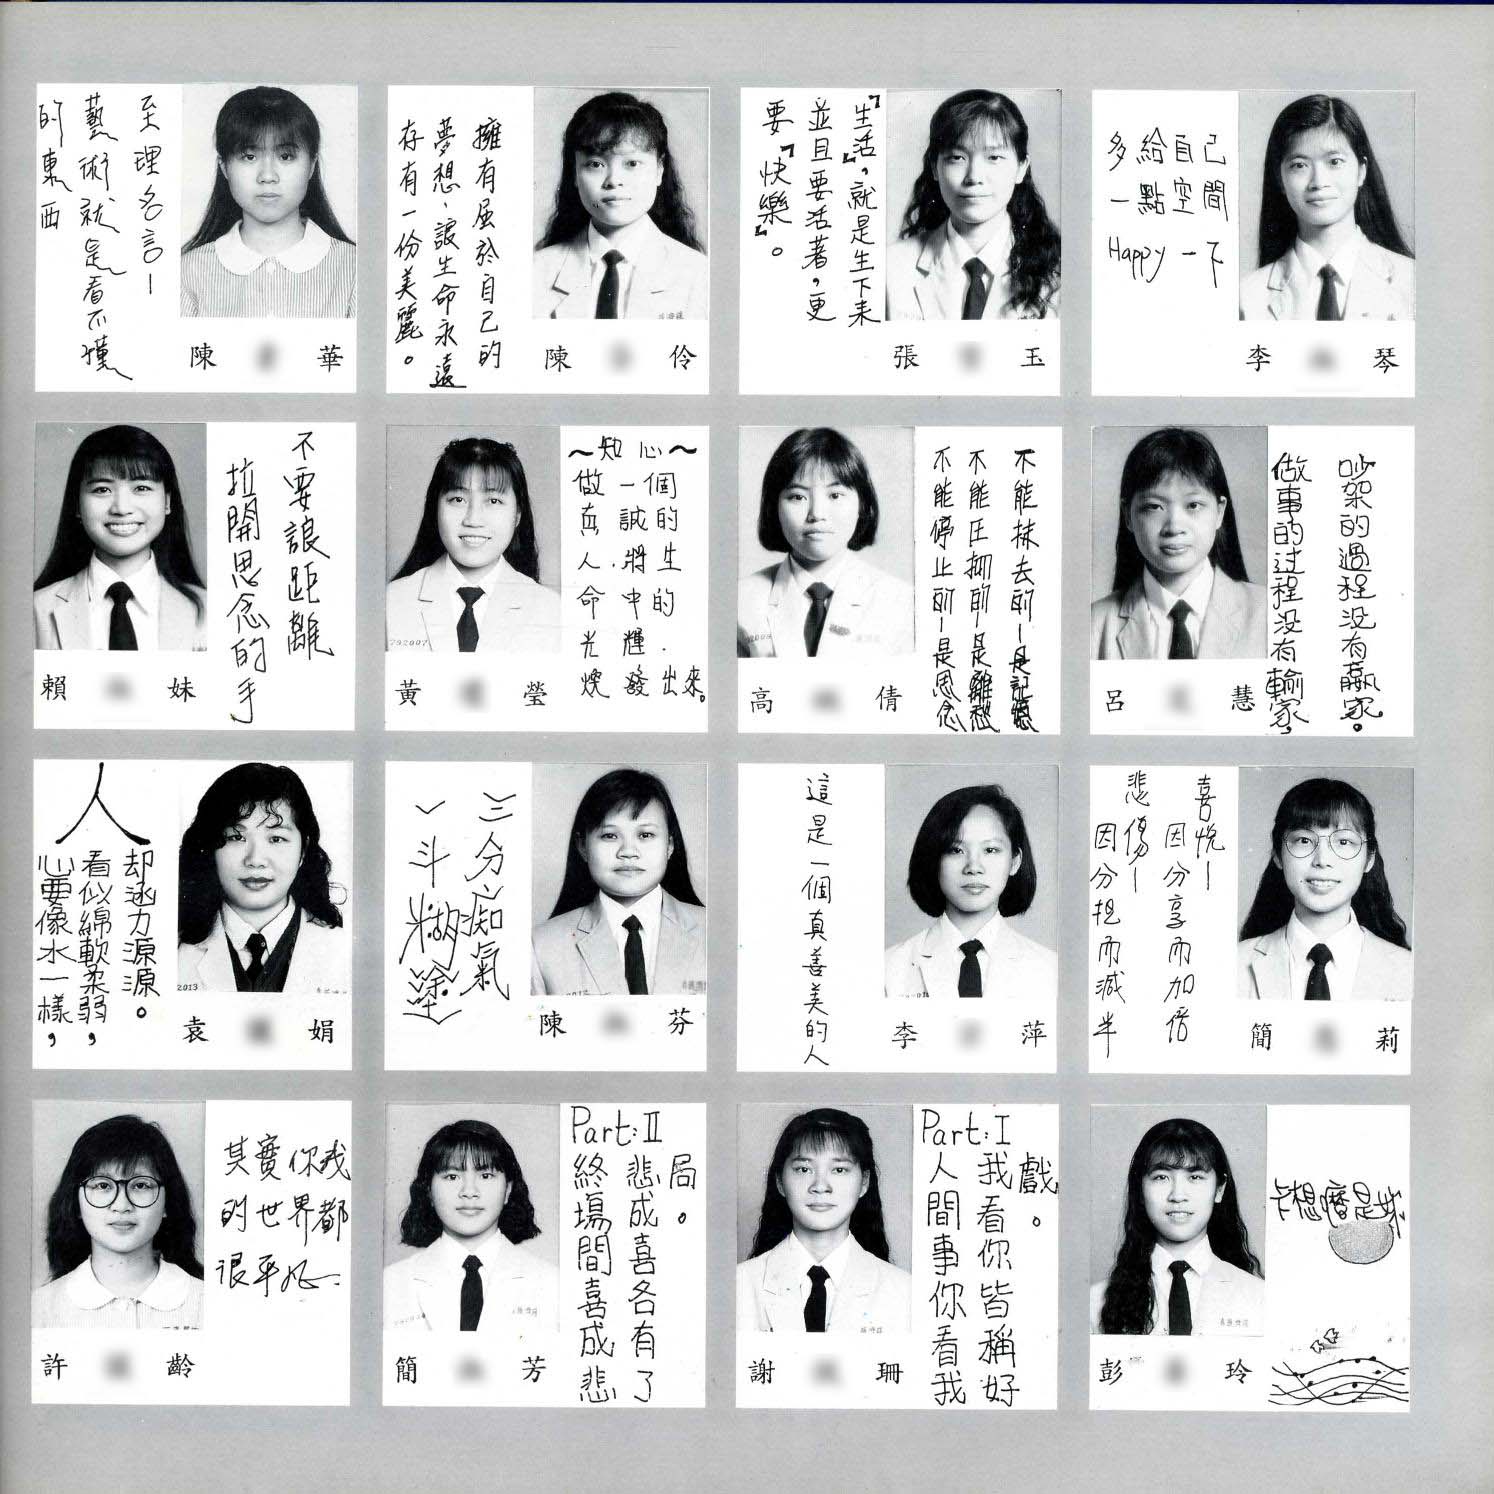 至理名言—
藝術就是看不懂
的東西
陳 華
擁有屬於自己的
夢想，讓生命永遠
存有一份美麗。
陳 伶
『生活』，就是生下来
並且要活著，更
要『快樂』。
張 玉
多給自己
一點空間
Happy 一下
李 琴
不要讓距離
拉開思念的手
賴 妹
～知心～
做一個
真誠的
人．將生
命中的
光輝．
燒發出來。
792007
黃 瑩
不能抹去的—是記憶
不能压抑的—是離愁
不能停止的—是思念
高 倩
吵架的過程没有贏家。
做事的过程没有輸家，
呂 慧
人
心要像水一樣，
看似綿軟柔弱，
却涵力源源。
2013
袁 娟
三分痴氣
一斗糊塗
陳 芬
這是一個真善美的人
李 萍
喜悅—
因分享而加倍
悲傷—
因分担而減半
簡 莉
其實你我
的世界都
很平凡…
許 齡
Part:II
終場間喜成悲
悲成喜各有了
局。
簡 芳
Part:I
人間事你看我
我看你皆稱好
戲。
謝 珊
彭 玲